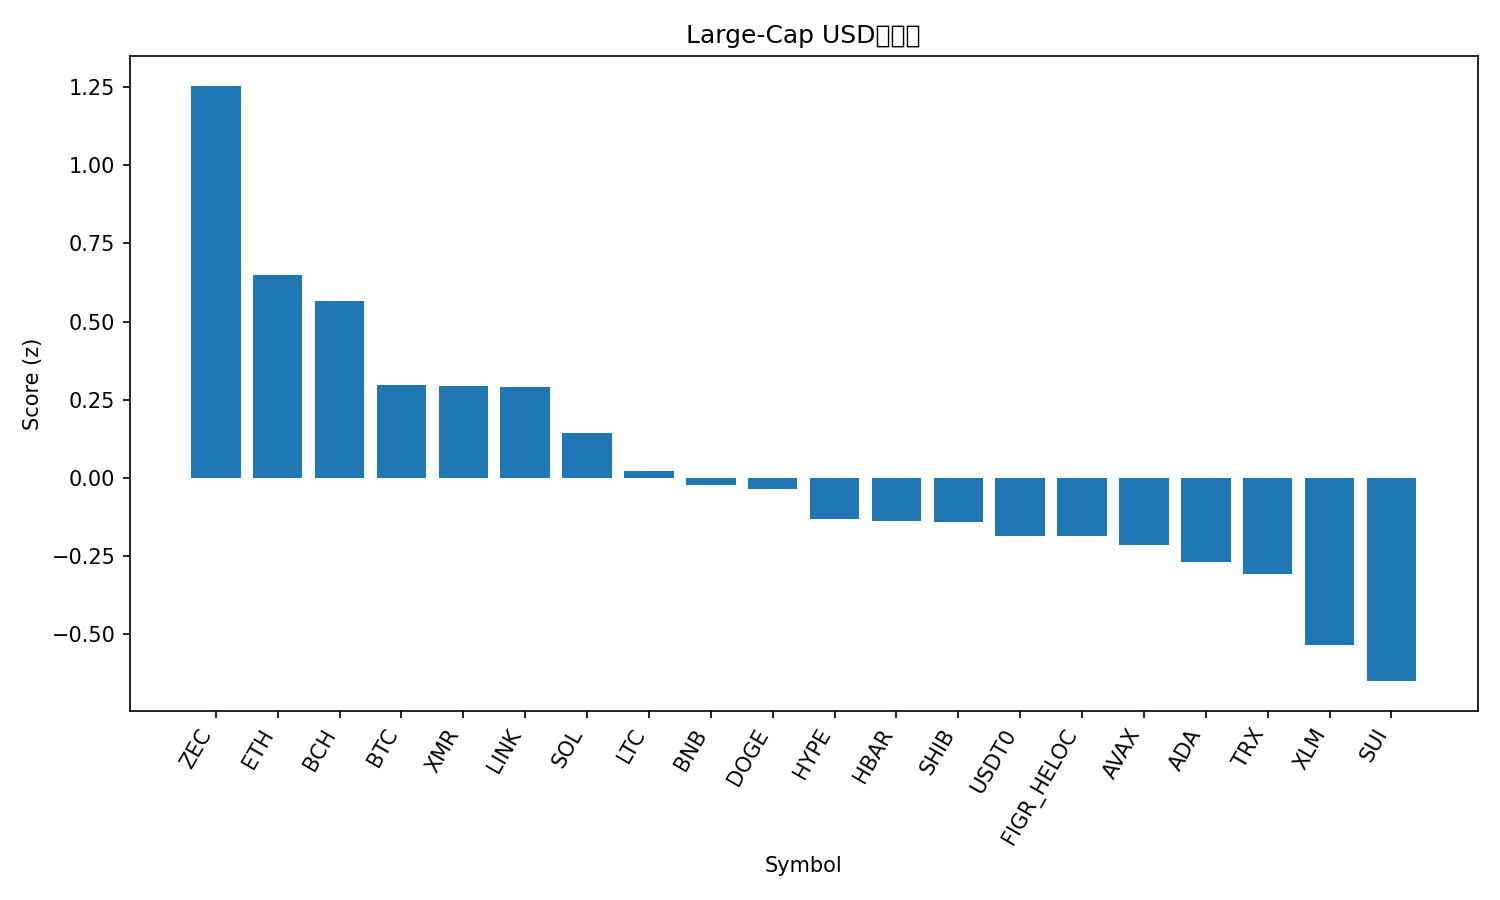 Large-Cap USD
Score (z)
1.25
1.00
0.75
0.50
0.25
0.00
−0.25
−0.50
ZEC
ETH
BCH
BTC
XMR
LINK
SOL
LTC
BNB
DOGE
HYPE
HBAR
SHIB
USDT0
FIGR_HELOC
AVAX
ADA
TRX
XLM
SUI
Symbol